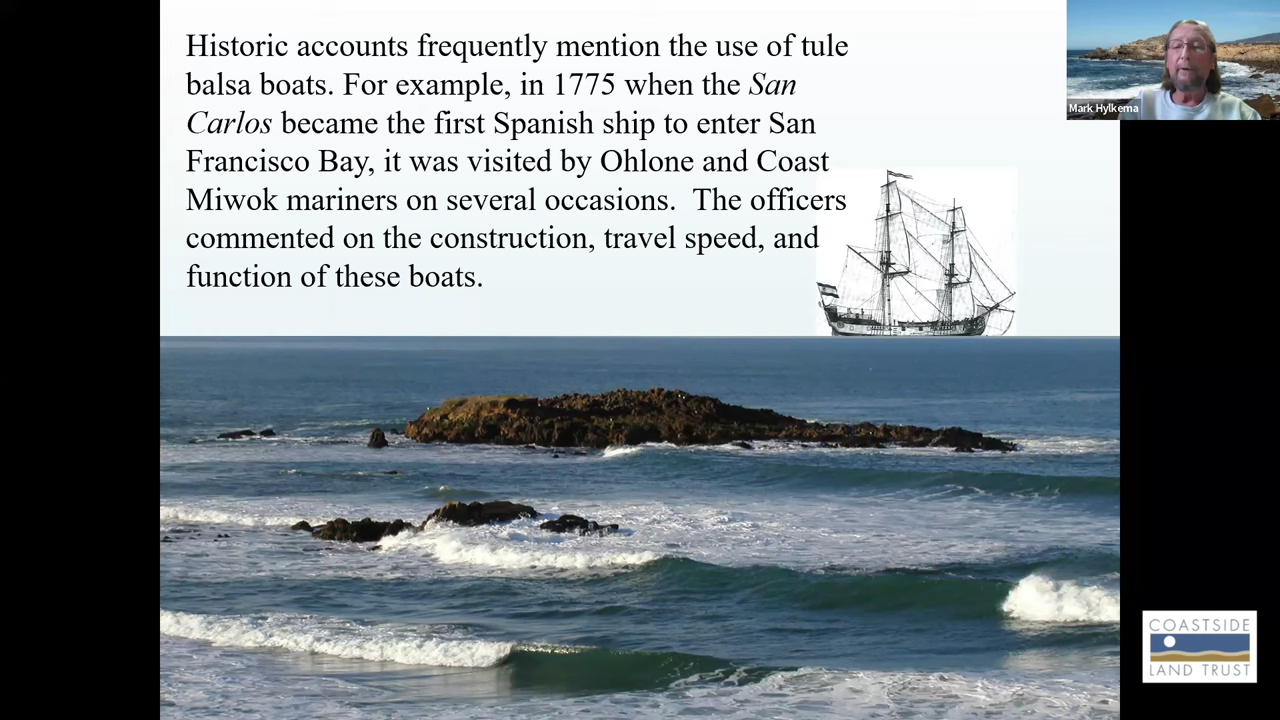 Historic accounts frequently mention the use of tule
balsa boats. For example, in 1775 when the San
Carlos became the first Spanish ship to enter San
Francisco Bay, it was visited by Ohlone and Coast
Miwok mariners on several occasions.  The officers
commented on the construction, travel speed, and
function of these boats.
Mark Hylkema
COASTSIDE
LAND TRUST